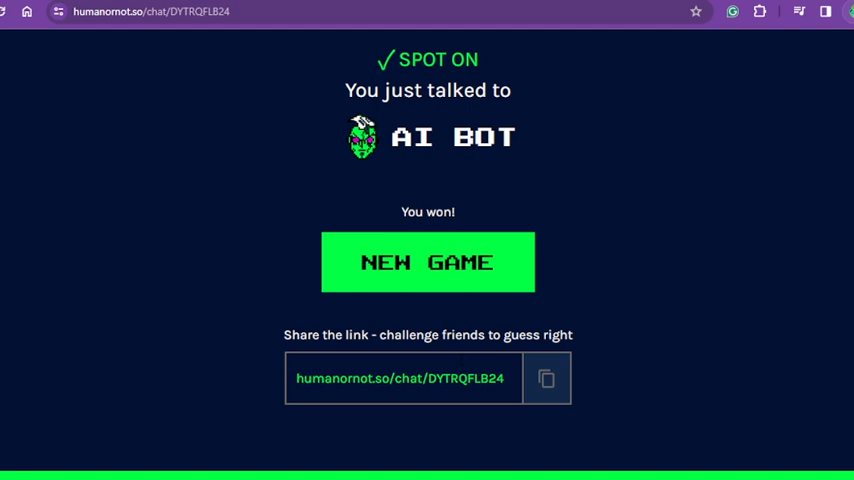 humanornot.so/chat/DYTRQFLB24
✓ SPOT ON
You just talked to
AI BOT
You won!
NEW GAME
Share the link - challenge friends to guess right
humanornot.so/chat/DYTRQFLB24